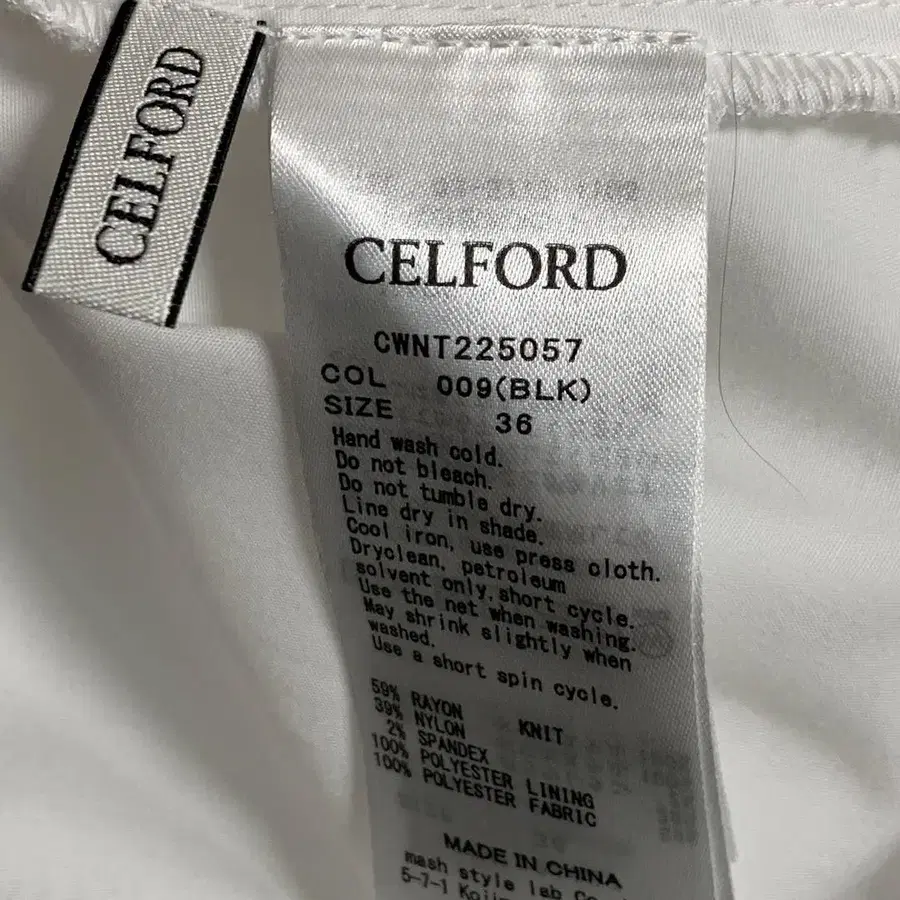 CELFORD
CELFORD
CWNT225057
COL 009(BLK)
SIZE 36
Hand wash cold.
Do not bleach.
Do not tumble dry.
Line dry in shade.
Cool iron, use press cloth.
Dryclean, petroleum
solvent only,short cycle.
Use the net when washing.
May shrink slightly when
washed.
Use a short spin cycle.
59% RAYON
39% NYLON KNIT
2% SPANDEX
100% POLYESTER LINING
100% POLYESTER FABRIC
MADE IN CHINA
mash style lab
5-7-1